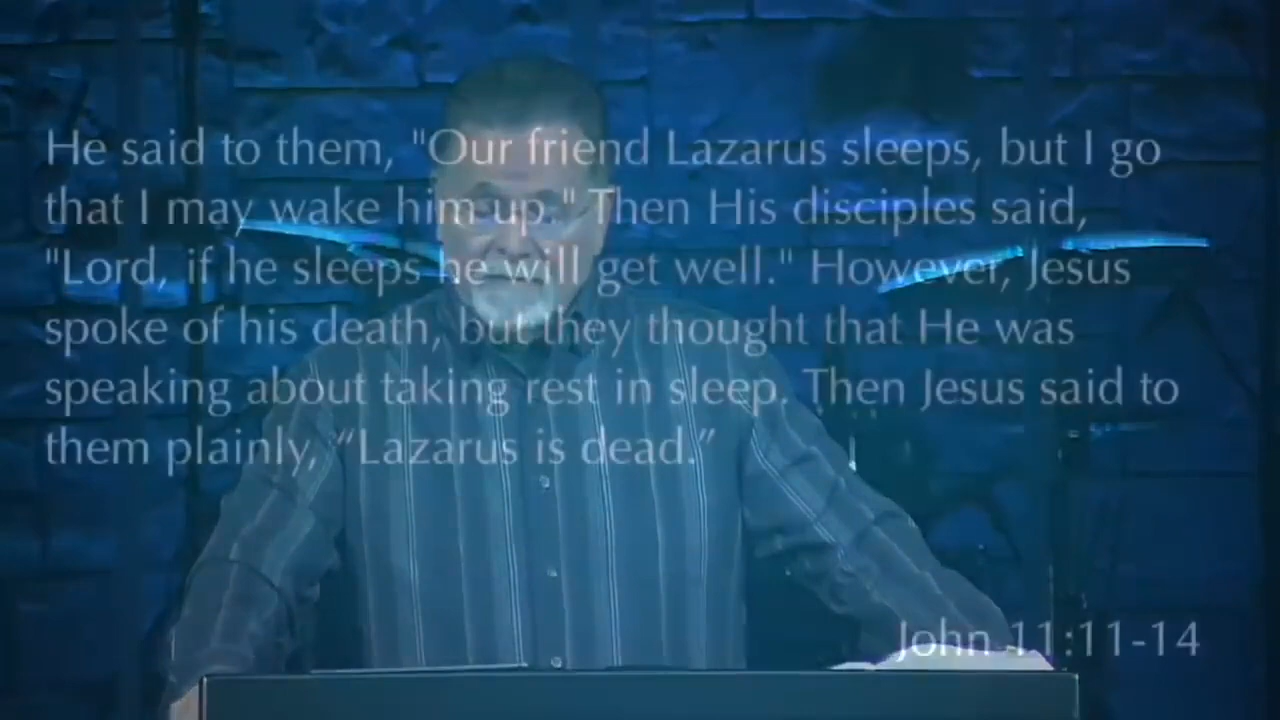 He said to them, "Our friend Lazarus sleeps, but I go
that I may wake him up." Then His disciples said,
"Lord, if he sleeps he will get well." However, Jesus
spoke of his death, but they thought that He was
speaking about taking rest in sleep. Then Jesus said to
them plainly, “Lazarus is dead.”
John 11:11-14